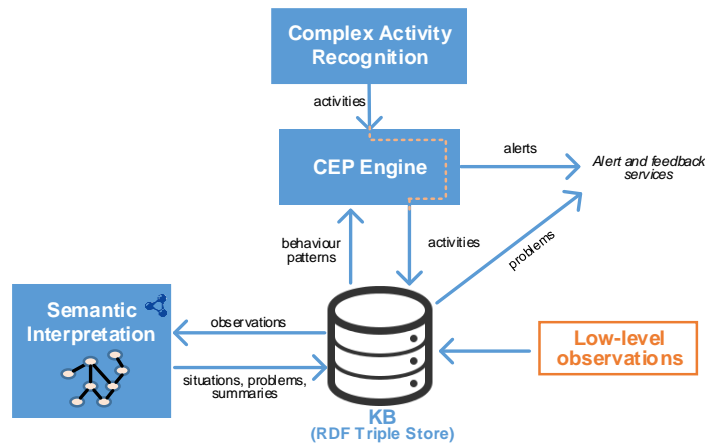 Complex Activity
Recognition
activities
CEP Engine
alerts
Alert and feedback
services
behaviour
patterns
activities
problems
Semantic
Interpretation
observations
situations, problems,
summaries
Low-level
observations
KB
(RDF Triple Store)